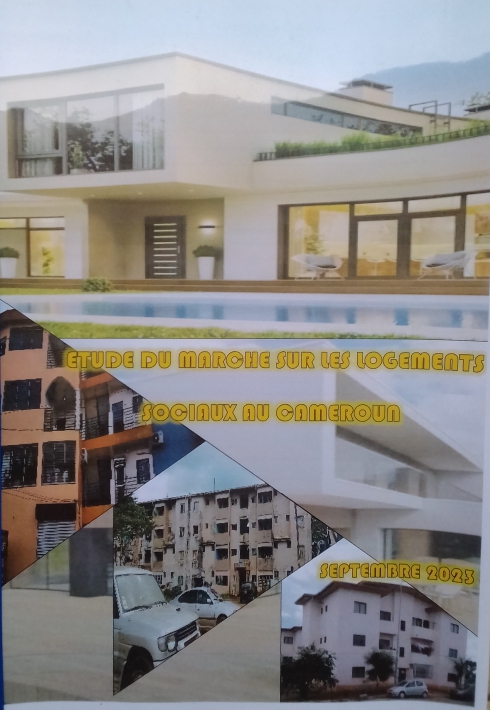 ETUDE DU MARCHE SUR LES LOGEMENTS
SOCIAUX AU CAMEROUN
SEPTEMBRE 2023